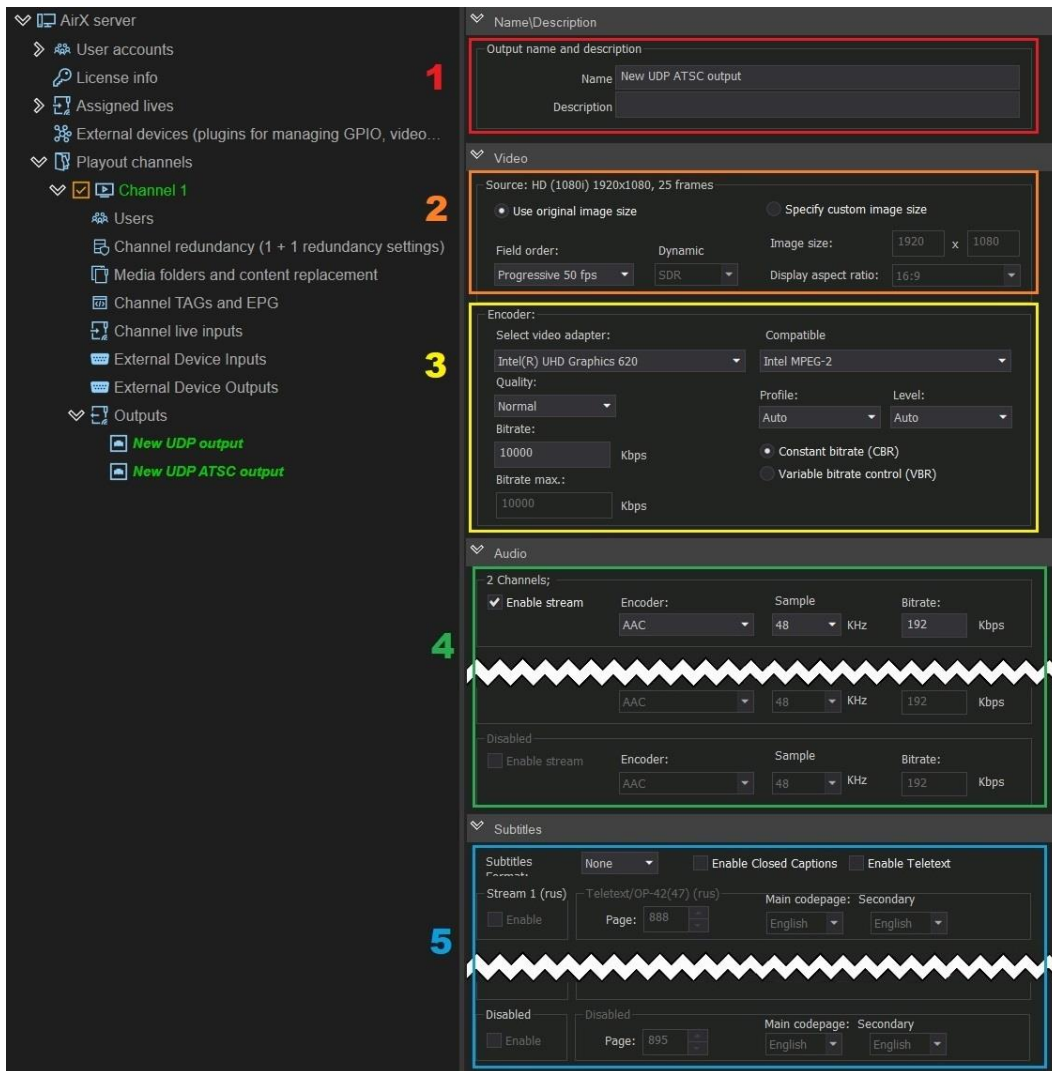 AirX server
User accounts
License info
Assigned lives
External devices (plugins for managing GPIO, video...
Playout channels
Channel 1
Users
Channel redundancy (1 + 1 redundancy settings)
Media folders and content replacement
Channel TAGs and EPG
Channel live inputs
External Device Inputs
External Device Outputs
Outputs
New UDP output
New UDP ATSC output
1
Name\Description
Output name and description
Name New UDP ATSC output
Description
Video
2
Source: HD (1080i) 1920x1080, 25 frames
Use original image size Specify custom image size
Field order: Dynamic Image size: 1920 x 1080
Progressive 50 fps SDR Display aspect ratio: 16:9
3
Encoder:
Select video adapter: Compatible
Intel(R) UHD Graphics 620 Intel MPEG-2
Quality:
Normal
Profile: Level:
Auto Auto
Bitrate:
10000 Kbps
Constant bitrate (CBR)
Variable bitrate control (VBR)
Bitrate max.:
10000 Kbps
Audio
4
2 Channels;
Enable stream Encoder: Sample Bitrate:
AAC 48 KHz 192 Kbps
AAC 48 KHz 192 Kbps
Disabled
Enable stream Encoder: Sample Bitrate:
AAC 48 KHz 192 Kbps
Subtitles
5
Subtitles None Enable Closed Captions Enable Teletext
Stream 1 (rus) Teletext/OP-42(47) (rus) Main codepage: Secondary
Enable Page: 888 English English
Disabled Disabled Main codepage: Secondary
Enable Page: 895 English English